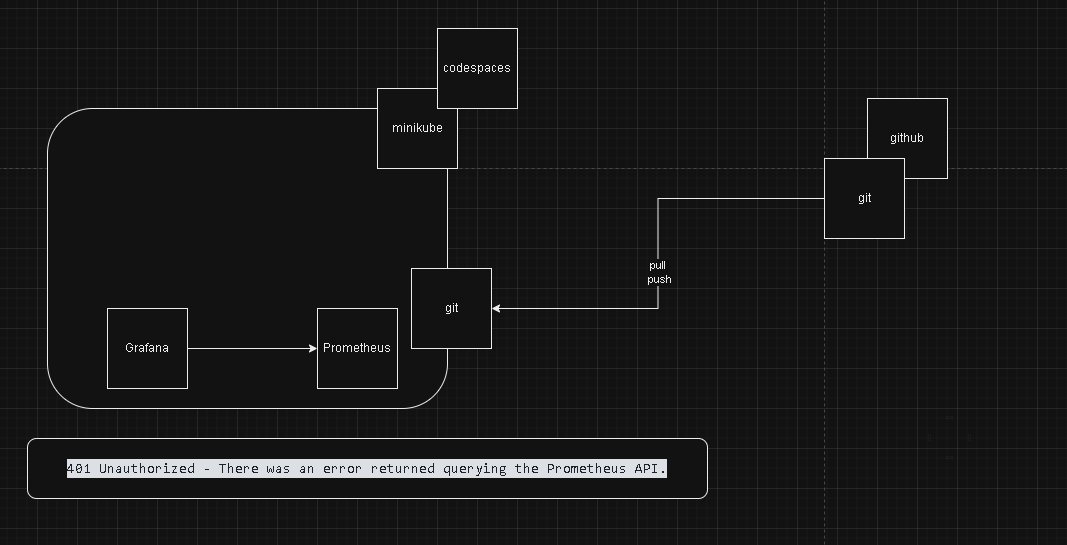 codespaces
minikube
github
git
pull
push
git
Grafana
Prometheus
401 Unauthorized - There was an error returned querying the Prometheus API.